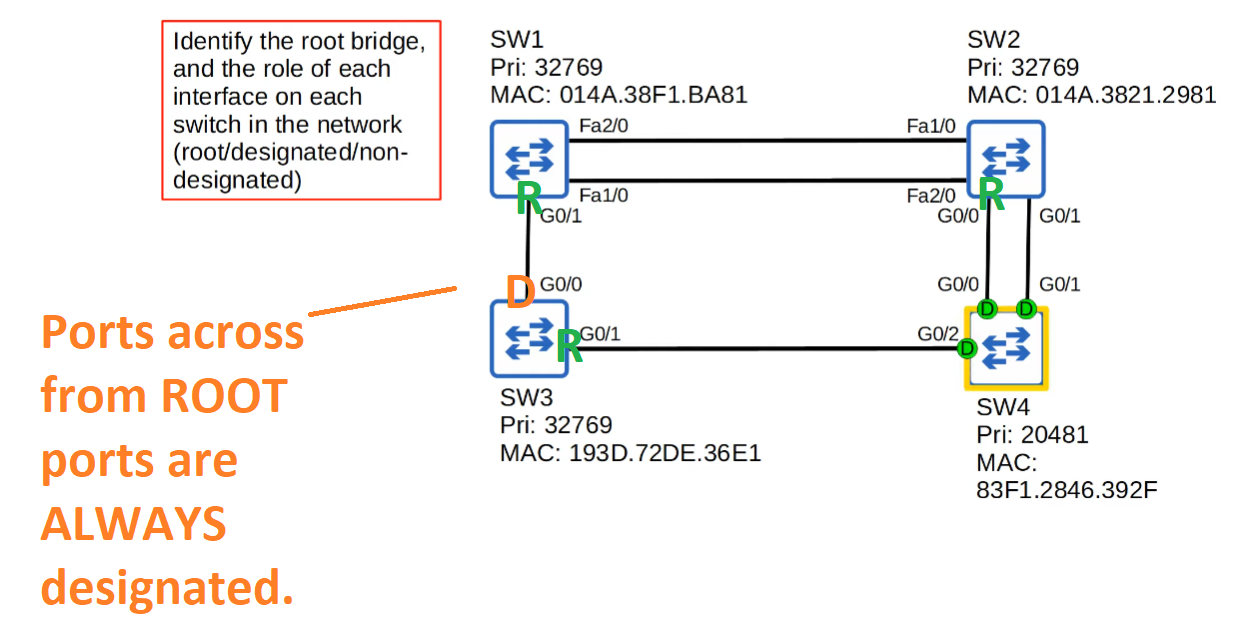 Identify the root bridge,
and the role of each
interface on each
switch in the network
(root/designated/non-
designated)
SW1
Pri: 32769
MAC: 014A.38F1.BA81
SW2
Pri: 32769
MAC: 014A.3821.2981
Fa2/0
Fa1/0
Fa1/0
Fa2/0
R
G0/1
R
G0/0
G0/1
D
G0/0
G0/0
G0/1
D
D
R
G0/1
G0/2
D
SW3
Pri: 32769
MAC: 193D.72DE.36E1
SW4
Pri: 20481
MAC:
83F1.2846.392F
Ports across
from ROOT
ports are
ALWAYS
designated.